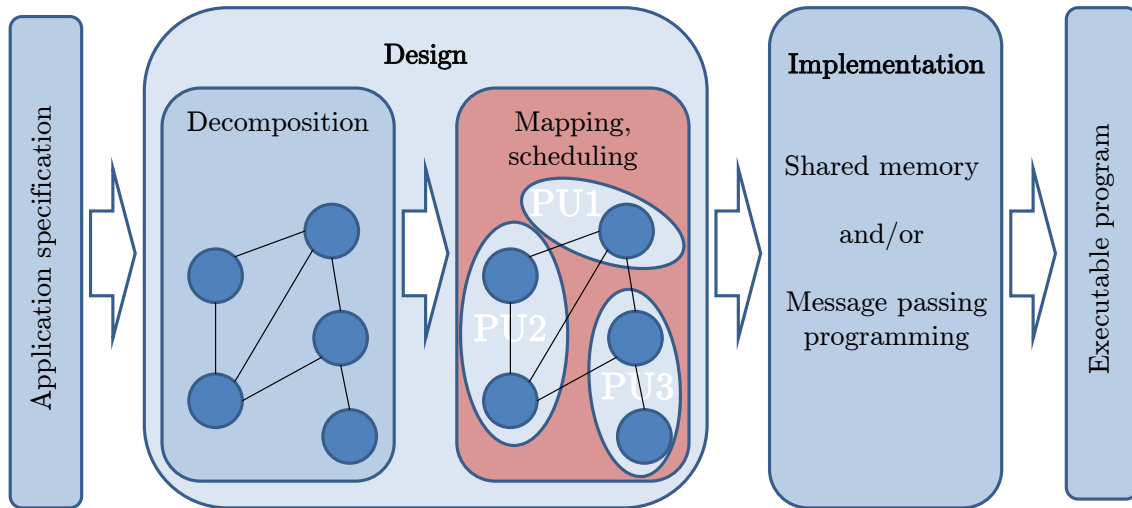 Application specification
Design
Decomposition
Mapping,
scheduling
PU1
PU2
PU3
Implementation
Shared memory
and/or
Message passing
programming
Executable program